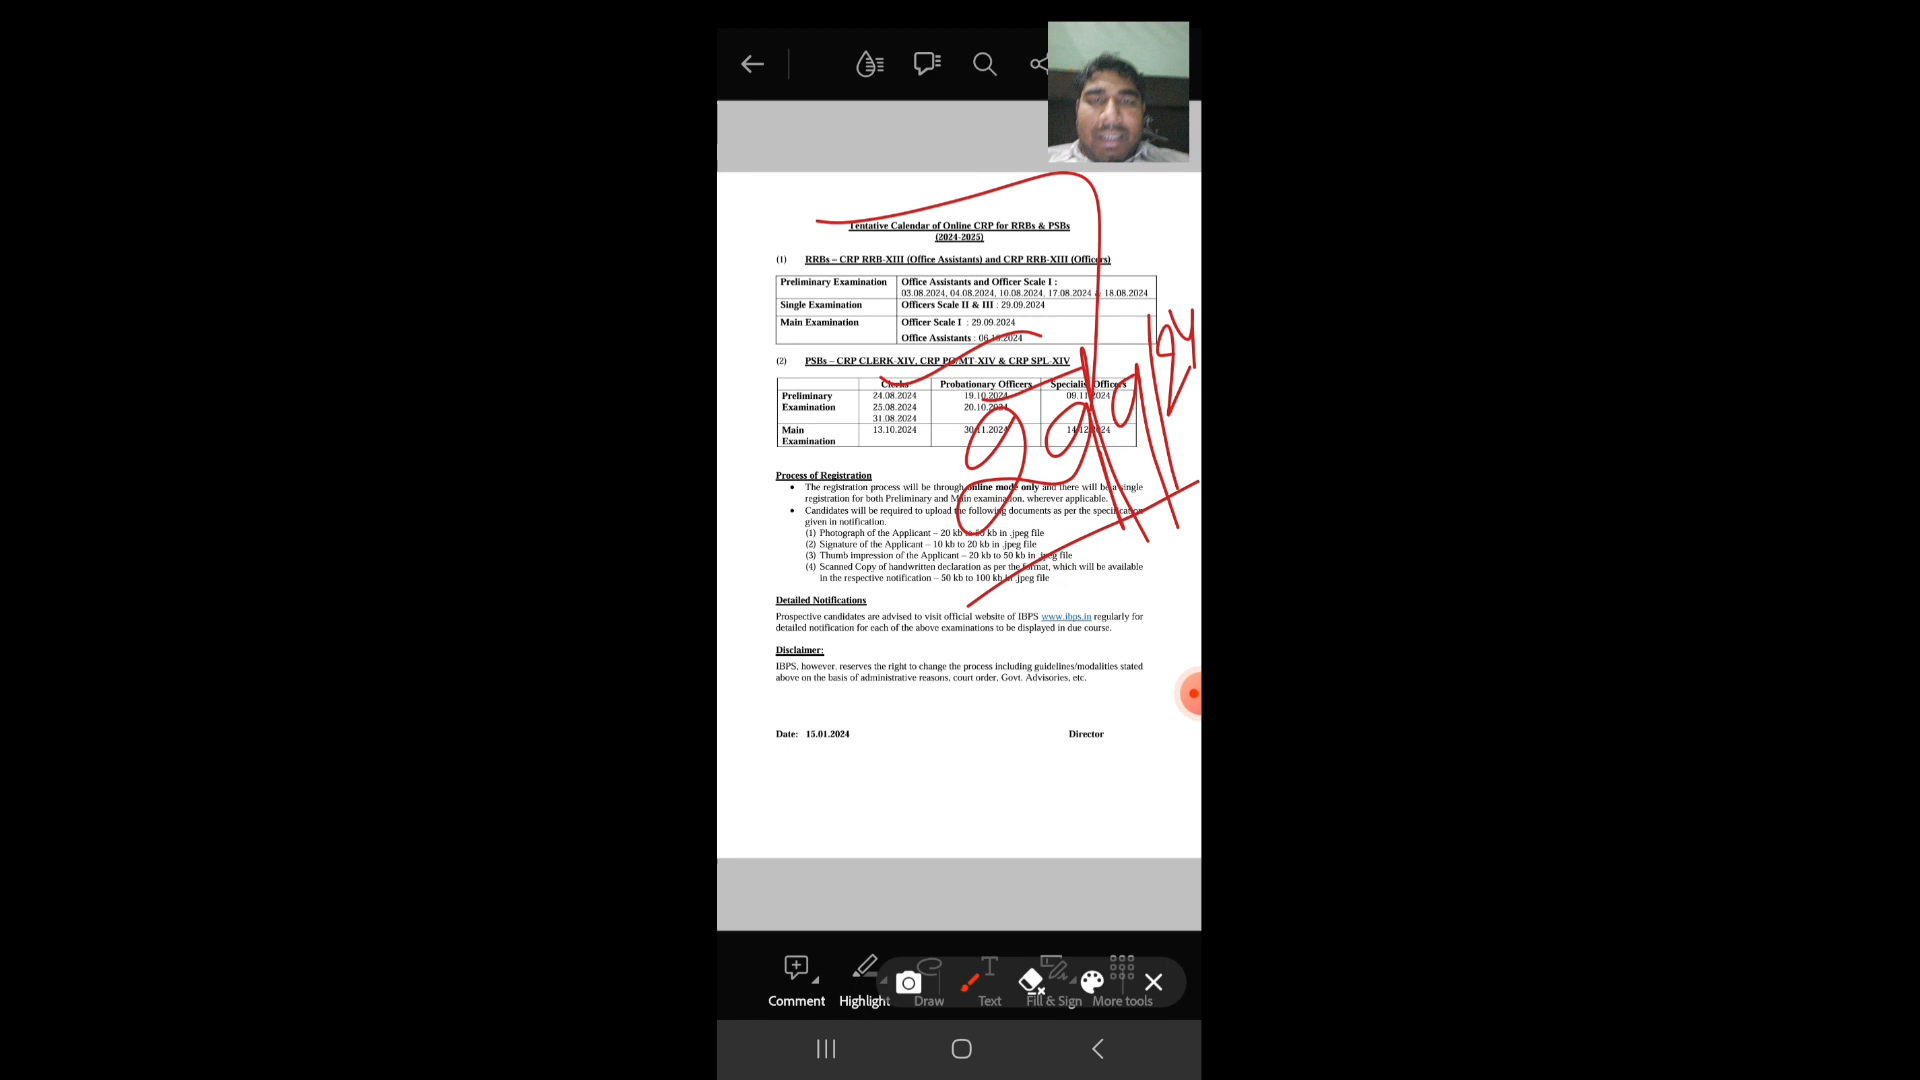 Tentative Calendar of Online CRP for RRBs & PSBs
(2024-2025)
(1) RRBs – CRP RRB-XIII (Office Assistants) and CRP RRB-XIII (Officers)
Preliminary Examination Office Assistants and Officer Scale I :
03.08.2024, 04.08.2024, 10.08.2024, 17.08.2024 & 18.08.2024
Single Examination Officers Scale II & III : 29.09.2024
Main Examination Officer Scale I : 29.09.2024
Office Assistants : 06.10.2024
(2) PSBs – CRP CLERK-XIV, CRP PO/MT-XIV & CRP SPL-XIV
Clerks Probationary Officers Specialist Officers
Preliminary 24.08.2024 19.10.2024 09.11.2024
Examination 25.08.2024 20.10.2024
31.08.2024
Main 13.10.2024 30.11.2024 14.12.2024
Examination
29/9/24
Process of Registration
• The registration process will be through online mode only and there will be a single
registration for both Preliminary and Main examination, wherever applicable.
• Candidates will be required to upload the following documents as per the specification
given in notification.
(1) Photograph of the Applicant – 20 kb to 50 kb in .jpeg file
(2) Signature of the Applicant – 10 kb to 20 kb in .jpeg file
(3) Thumb impression of the Applicant – 20 kb to 50 kb in .jpeg file
(4) Scanned Copy of handwritten declaration as per the format, which will be available
in the respective notification – 50 kb to 100 kb in .jpeg file
Detailed Notifications
Prospective candidates are advised to visit official website of IBPS www.ibps.in regularly for
detailed notification for each of the above examinations to be displayed in due course.
Disclaimer:
IBPS, however, reserves the right to change the process including guidelines/modalities stated
above on the basis of administrative reasons, court order, Govt. Advisories, etc.
Date: 15.01.2024 Director
Comment Highlight Draw Text Fill & Sign More tools